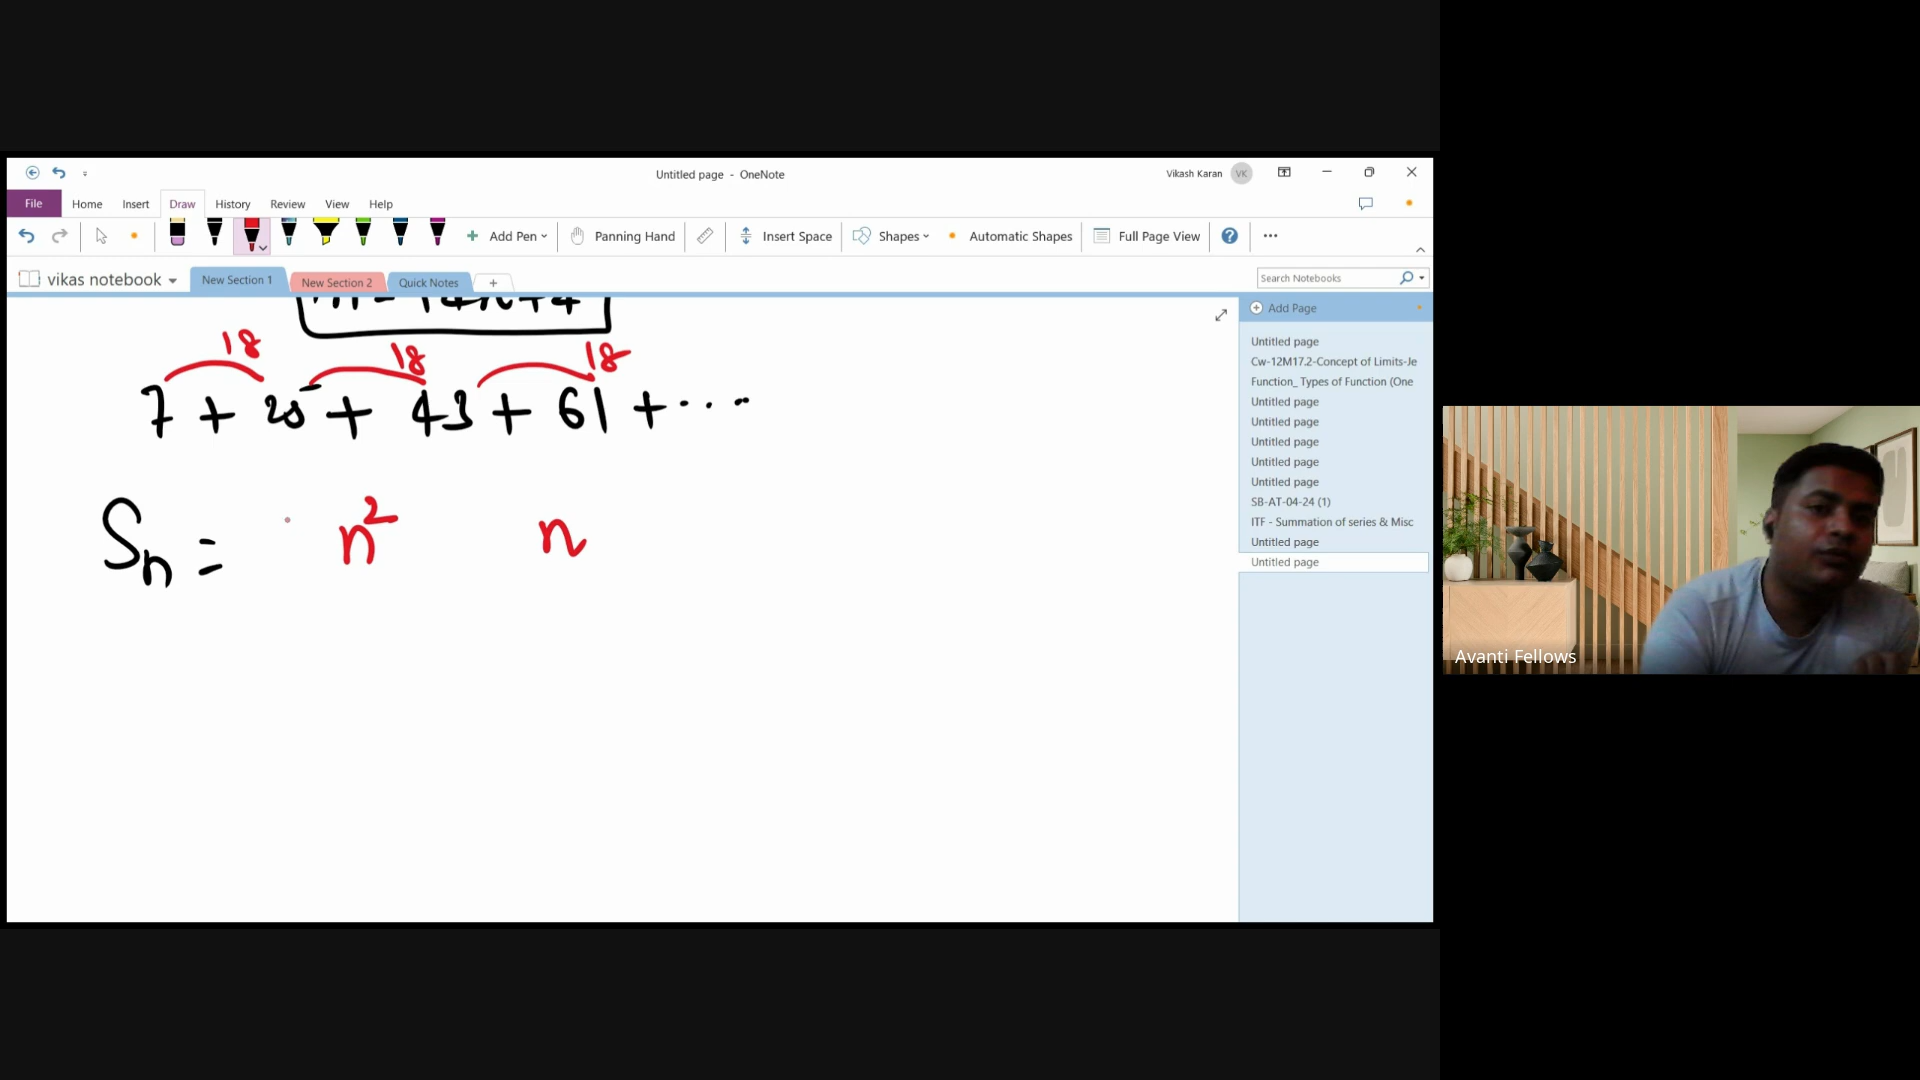 Untitled page - OneNote
Vikash Karan VK
File Home Insert Draw History Review View Help
Add Pen Panning Hand Insert Space Shapes Automatic Shapes Full Page View ? ...
vikas notebook New Section 1 New Section 2 Quick Notes + Search Notebooks
Add Page
Untitled page
Cw-12M17.2-Concept of Limits-Je
Function_ Types of Function (One
Untitled page
Untitled page
Untitled page
Untitled page
Untitled page
SB-AT-04-24 (1)
ITF - Summation of series & Misc
Untitled page
Untitled page
18 18 18
7 + 25 + 43 + 61 + ...
Sn = n² n
Avanti Fellows